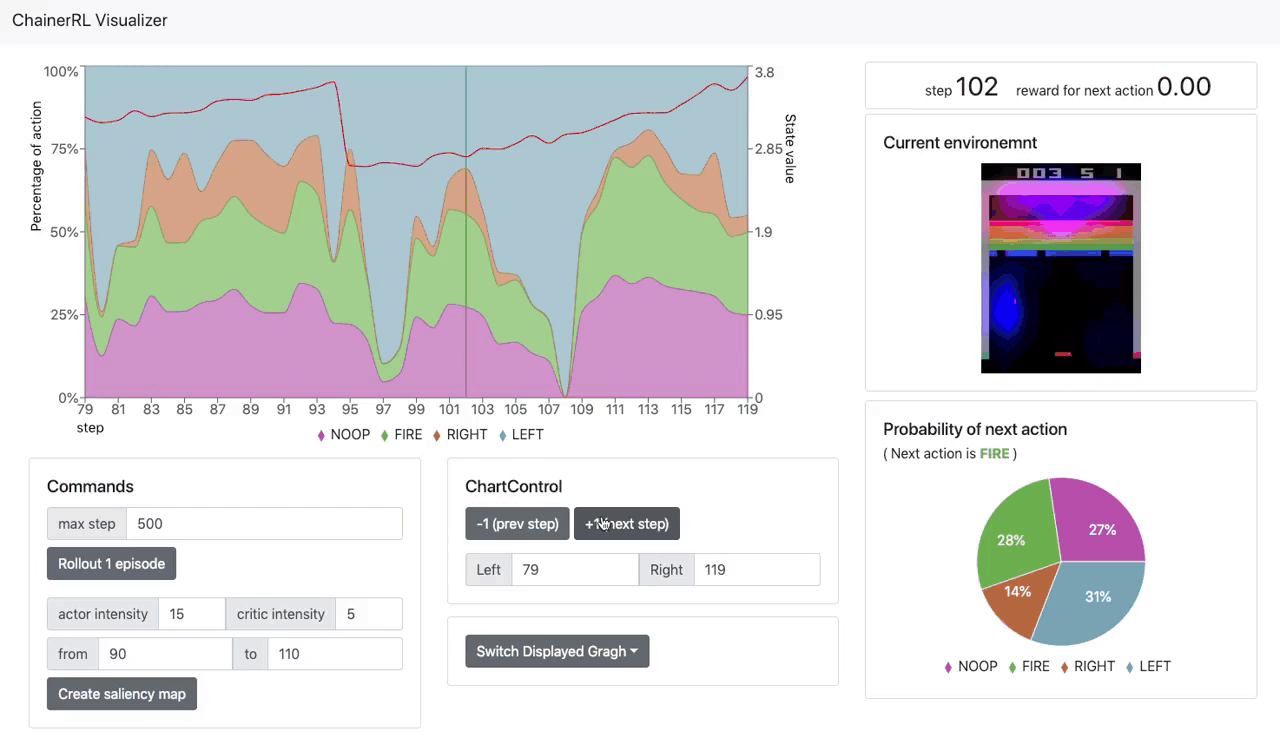 ChainerRL Visualizer
100%
75%
50%
25%
0%
Percentage of action
3.8
2.85
1.9
0.95
0
State value
79 81 83 85 87 89 91 93 95 97 99 101 103 105 107 109 111 113 115 117 119
step
NOOP FIRE RIGHT LEFT
step 102 reward for next action 0.00
Current environemnt
003 5 1
Probability of next action
( Next action is FIRE )
28% 27%
14% 31%
NOOP FIRE RIGHT LEFT
Commands
max step 500
Rollout 1 episode
actor intensity 15 critic intensity 5
from 90 to 110
Create saliency map
ChartControl
-1 (prev step) +1 (next step)
Left 79 Right 119
Switch Displayed Gragh